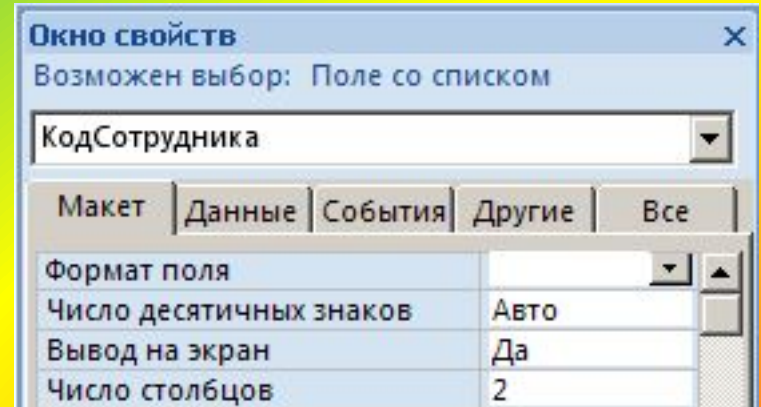 Окно свойств
Возможен выбор: Поле со списком
КодСотрудника
Макет Данные События Другие Все
Формат поля
Число десятичных знаков Авто
Вывод на экран Да
Число столбцов 2